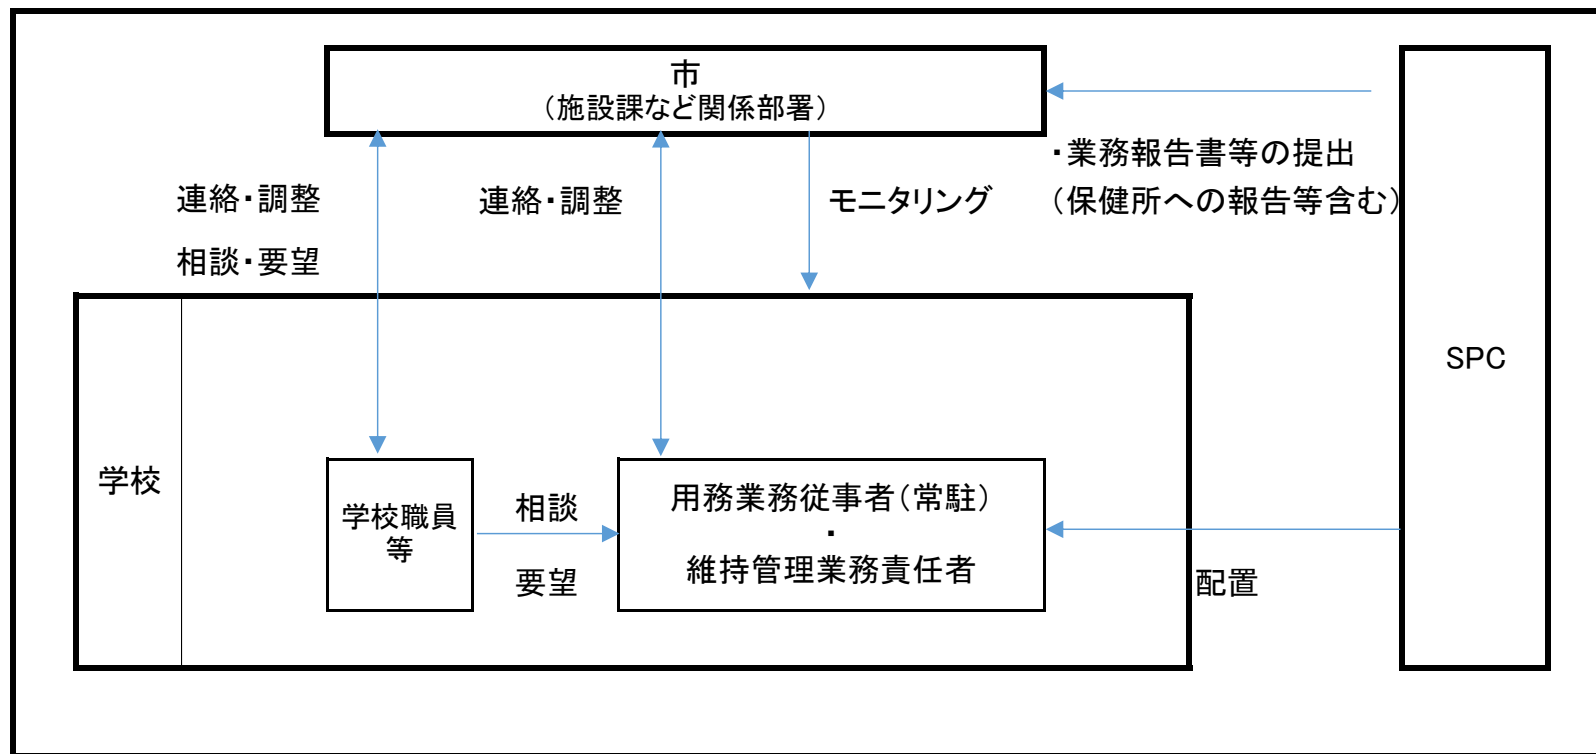 市
（施設課など関係部署）
・業務報告書等の提出
（保健所への報告等含む）
連絡・調整
相談・要望
連絡・調整
モニタリング
SPC
学校
学校職員
等
相談
要望
用務業務従事者（常駐）
・
維持管理業務責任者
配置